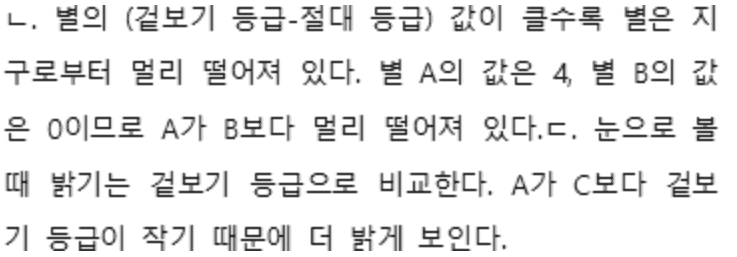 ㄴ. 별의 (겉보기 등급-절대 등급) 값이 클수록 별은 지
구로부터 멀리 떨어져 있다. 별 A의 값은 4, 별 B의 값
은 0이므로 A가 B보다 멀리 떨어져 있다.ㄷ. 눈으로 볼
때 밝기는 겉보기 등급으로 비교한다. A가 C보다 겉보
기 등급이 작기 때문에 더 밝게 보인다.